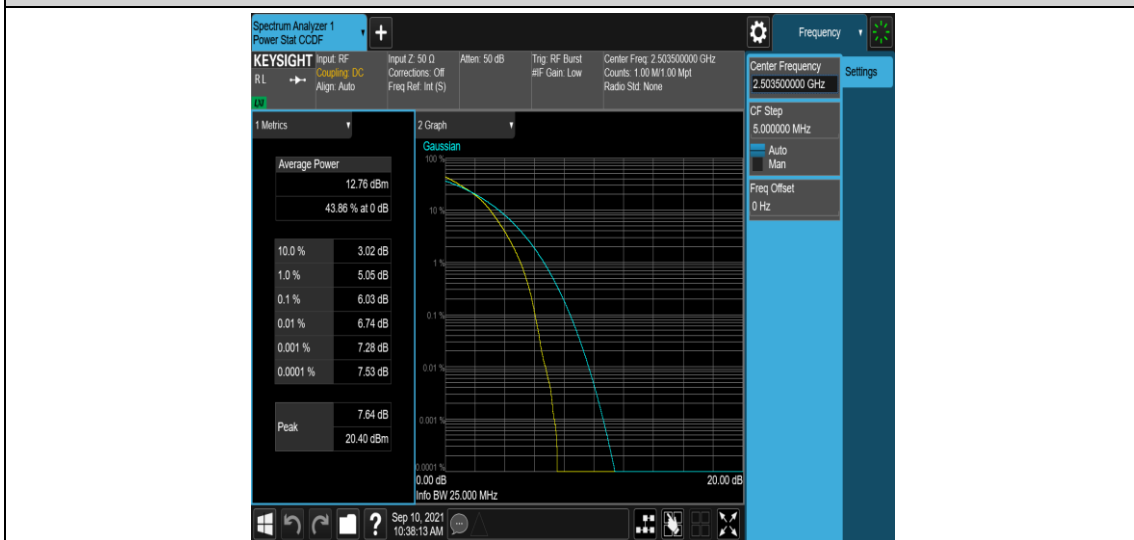 Spectrum Analyzer 1
Power Stat CCDF
+
Frequency
KEYSIGHT
RL
Input: RF
Coupling: DC
Align: Auto
Input Z: 50 Ω
Corrections: Off
Freq Ref: Int (S)
Atten: 50 dB
Trig: RF Burst
#IF Gain: Low
Center Freq: 2.503500000 GHz
Counts: 1.00 M/1.00 Mpt
Radio Std: None
Center Frequency
2.503500000 GHz
Settings
CF Step
5.000000 MHz
Auto
Man
Freq Offset
0 Hz
1 Metrics
Average Power
12.76 dBm
43.86 % at 0 dB
10.0 % 3.02 dB
1.0 % 5.05 dB
0.1 % 6.03 dB
0.01 % 6.74 dB
0.001 % 7.28 dB
0.0001 % 7.53 dB
Peak
7.64 dB
20.40 dBm
2 Graph
Gaussian
100 %
10 %
1 %
0.1 %
0.01 %
0.001 %
0.0001 %
0.00 dB
20.00 dB
Info BW 25.000 MHz
?
Sep 10, 2021
10:38:13 AM